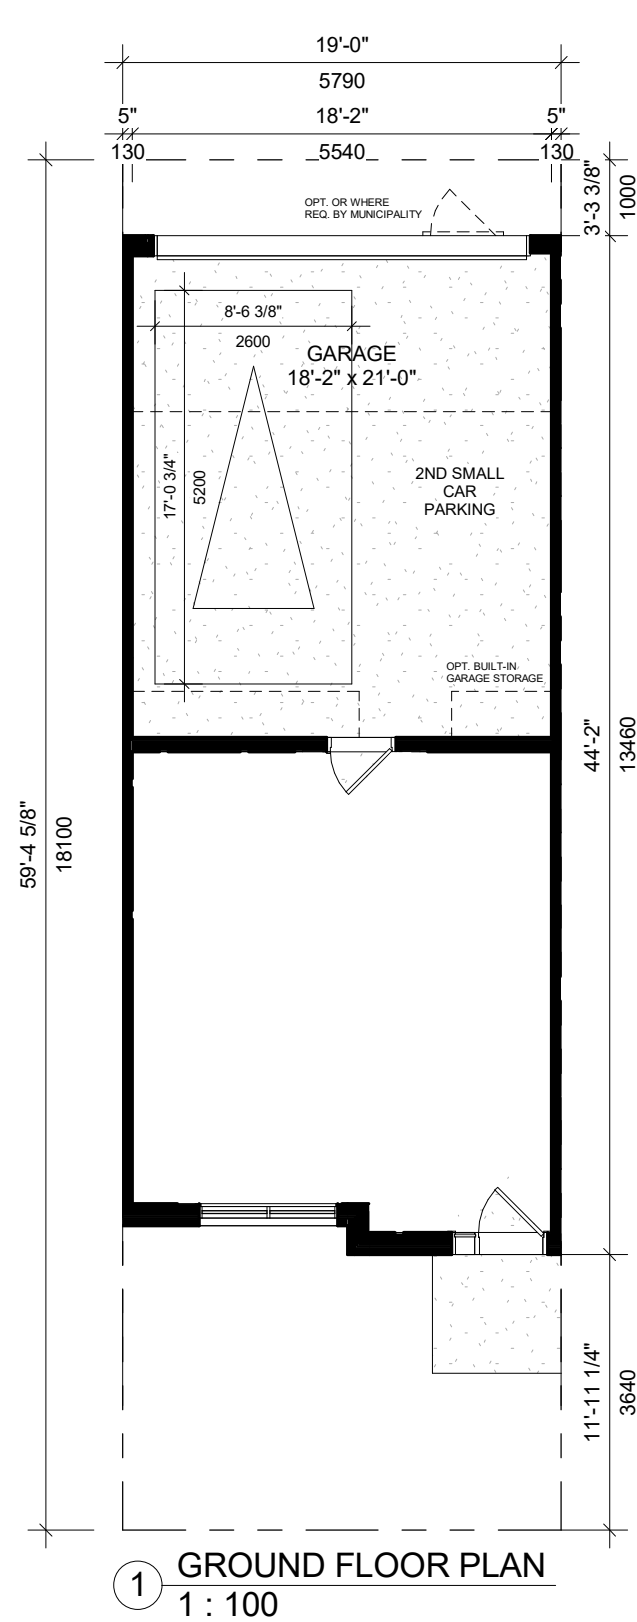 19'-0"
5790
5" 18'-2" 5"
130 5540 130
3'-3 3/8"
1000
OPT. OR WHERE
REQ. BY MUNICIPALITY
8'-6 3/8"
2600
GARAGE
18'-2" x 21'-0"
17'-0 3/4"
5200
2ND SMALL
CAR
PARKING
OPT. BUILT-IN
GARAGE STORAGE
44'-2"
13460
59'-4 5/8"
18100
11'-11 1/4"
3640
1 GROUND FLOOR PLAN
1 : 100